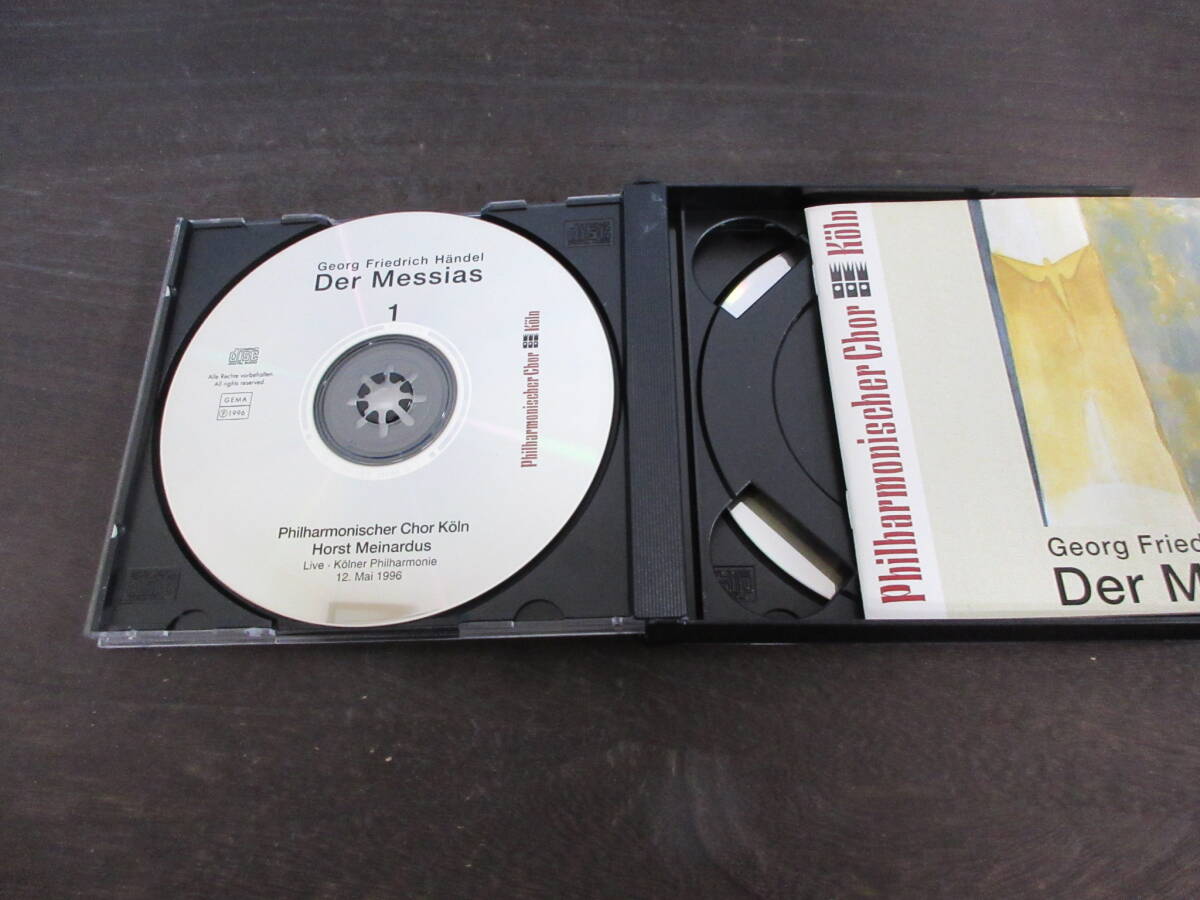 Georg Friedrich Händel
Der Messias
1
disc
Alle Rechte vorbehalten
All rights reserved
GEMA
℗ 1996
Philharmonischer Chor Köln
Philharmonischer Chor Köln
Horst Meinardus
Live · Kölner Philharmonie
12. Mai 1996
Philharmonischer Chor Köln
Georg Fried
Der M